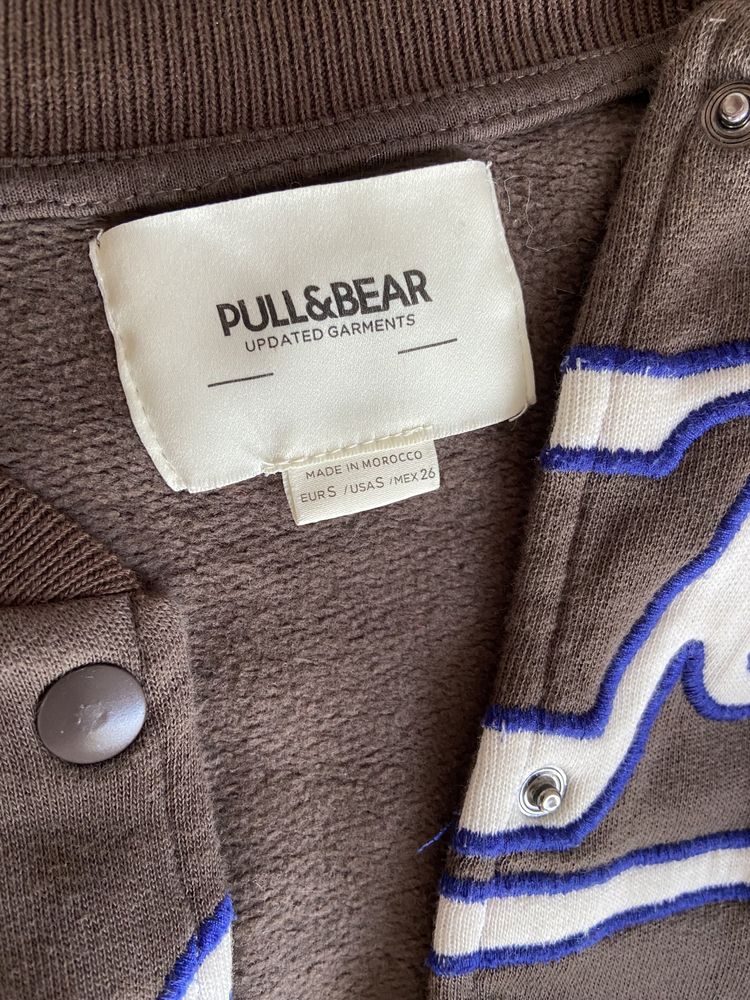 PULL&BEAR
UPDATED GARMENTS
MADE IN MOROCCO
EUR S / USA S / MEX 26